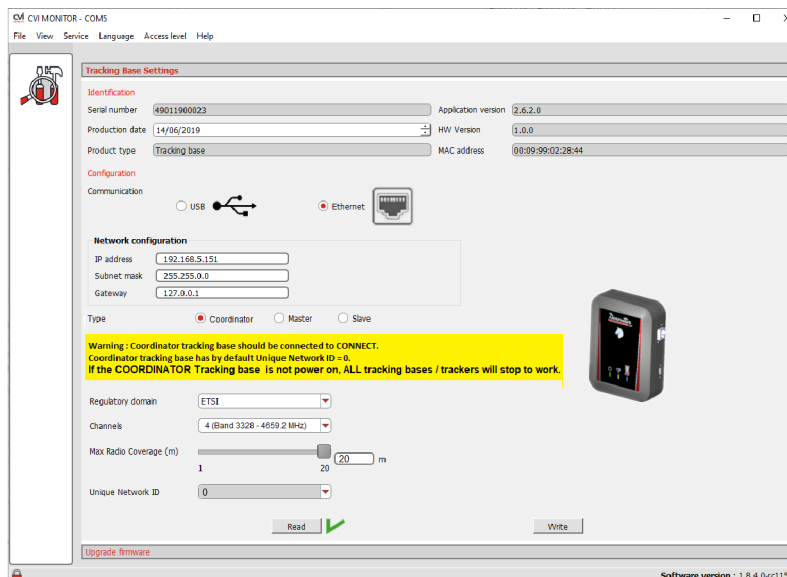 CVI MONITOR - COM5
File View Service Language Access level Help
Tracking Base Settings
Identification
Serial number 49011900023 Application version 2.6.2.0
Production date 14/06/2019 HW Version 1.0.0
Product type Tracking base MAC address 00:09:99:02:28:44
Configuration
Communication
USB Ethernet
Network configuration
IP address 192.168.5.151
Subnet mask 255.255.0.0
Gateway 127.0.0.1
Type Coordinator Master Slave
Warning : Coordinator tracking base should be connected to CONNECT.
Coordinator tracking base has by default Unique Network ID = 0.
If the COORDINATOR Tracking base is not power on, ALL tracking bases / trackers will stop to work.
Regulatory domain ETSI
Channels 4 (Band 3328 - 4659.2 MHz)
Max Radio Coverage (m) 20 m
1 20
Unique Network ID 0
Read Write
Upgrade firmware
Software version : 1.8.4.0-rc11